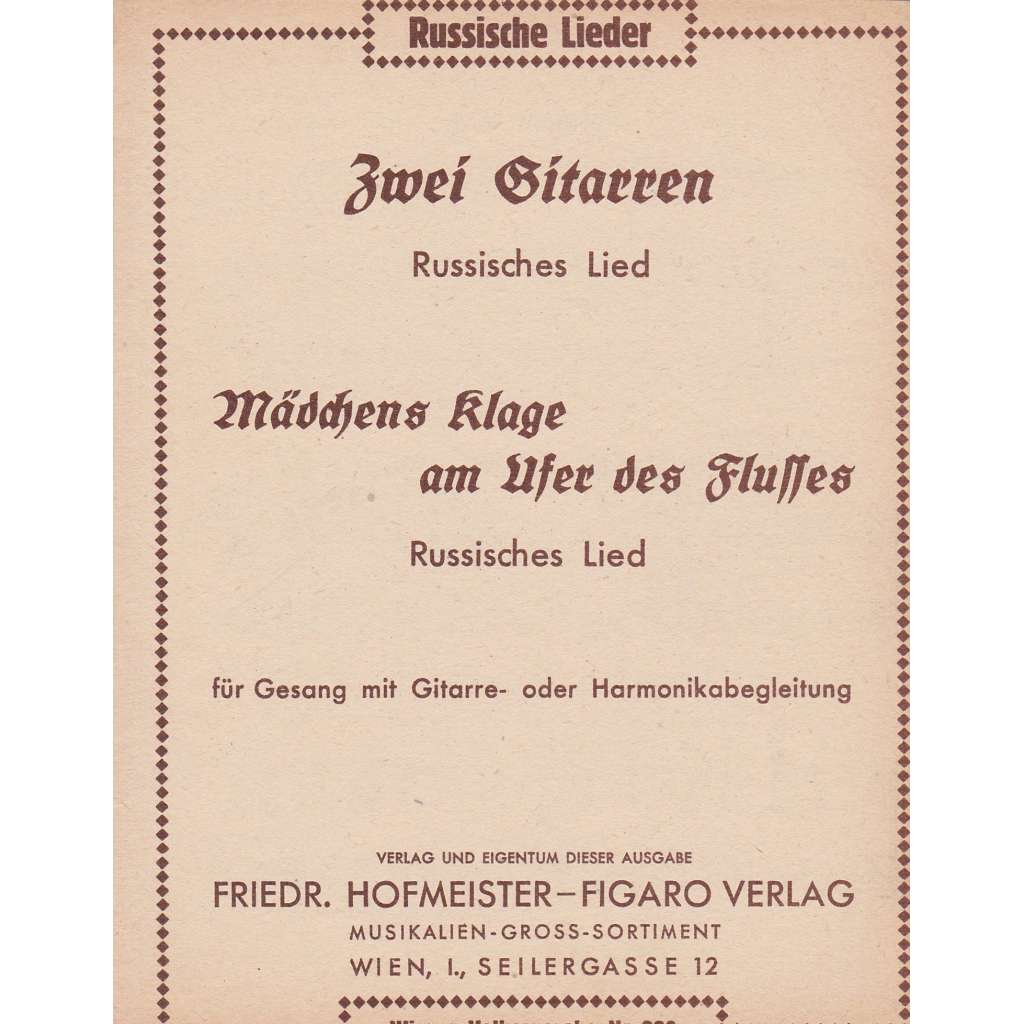 Russische Lieder
Zwei Gitarren
Russisches Lied
Mädchens Klage
am Ufer des Flusses
Russisches Lied
für Gesang mit Gitarre- oder Harmonikabegleitung
VERLAG UND EIGENTUM DIESER AUSGABE
FRIEDR. HOFMEISTER–FIGARO VERLAG
MUSIKALIEN-GROSS-SORTIMENT
WIEN, I., SEILERGASSE 12